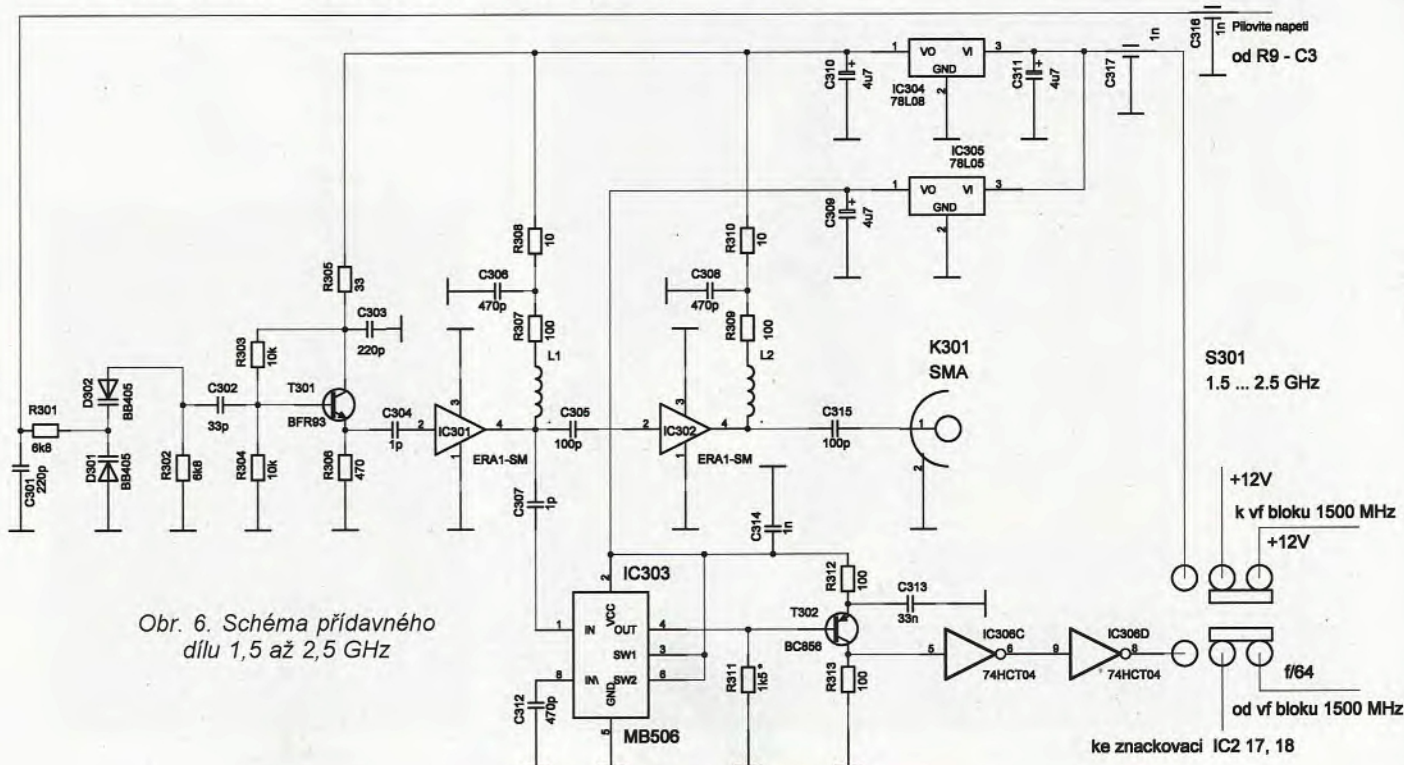 C316
1n
Pilovite napeti
od R9 - C3
C310
+
4u7
1
VO
VI
3
GND
2
IC304
78L08
C311
+
4u7
1n
C317
IC305
78L05
C309
+
4u7
1
VO
VI
3
GND
2
R308
10
R310
10
R305
33
C306
470p
C308
470p
C303
220p
R307
100
R309
100
L1
L2
R303
10k
D302
BB405
C302
33p
T301
BFR93
R301
6k8
C301
220p
D301
BB405
R302
6k8
R304
10k
R306
470
C304
1p
2
3
IC301
4
1
ERA1-SM
C305
100p
2
3
IC302
4
1
ERA1-SM
C315
100p
K301
SMA
1
2
S301
1.5 ... 2.5 GHz
C307
1p
C314
1n
+12V
k vf bloku 1500 MHz
+12V
IC303
2
VCC
1
IN
OUT
4
SW1
3
8
IN\
SW2
6
GND
5
MB506
C312
470p
R311
1k5*
R312
100
C313
33n
T302
BC856
R313
100
5
IC306C
6
74HCT04
9
IC306D
8
74HCT04
f/64
od vf bloku 1500 MHz
ke znackovaci IC2 17, 18
Obr. 6. Schéma přídavného
dílu 1,5 až 2,5 GHz